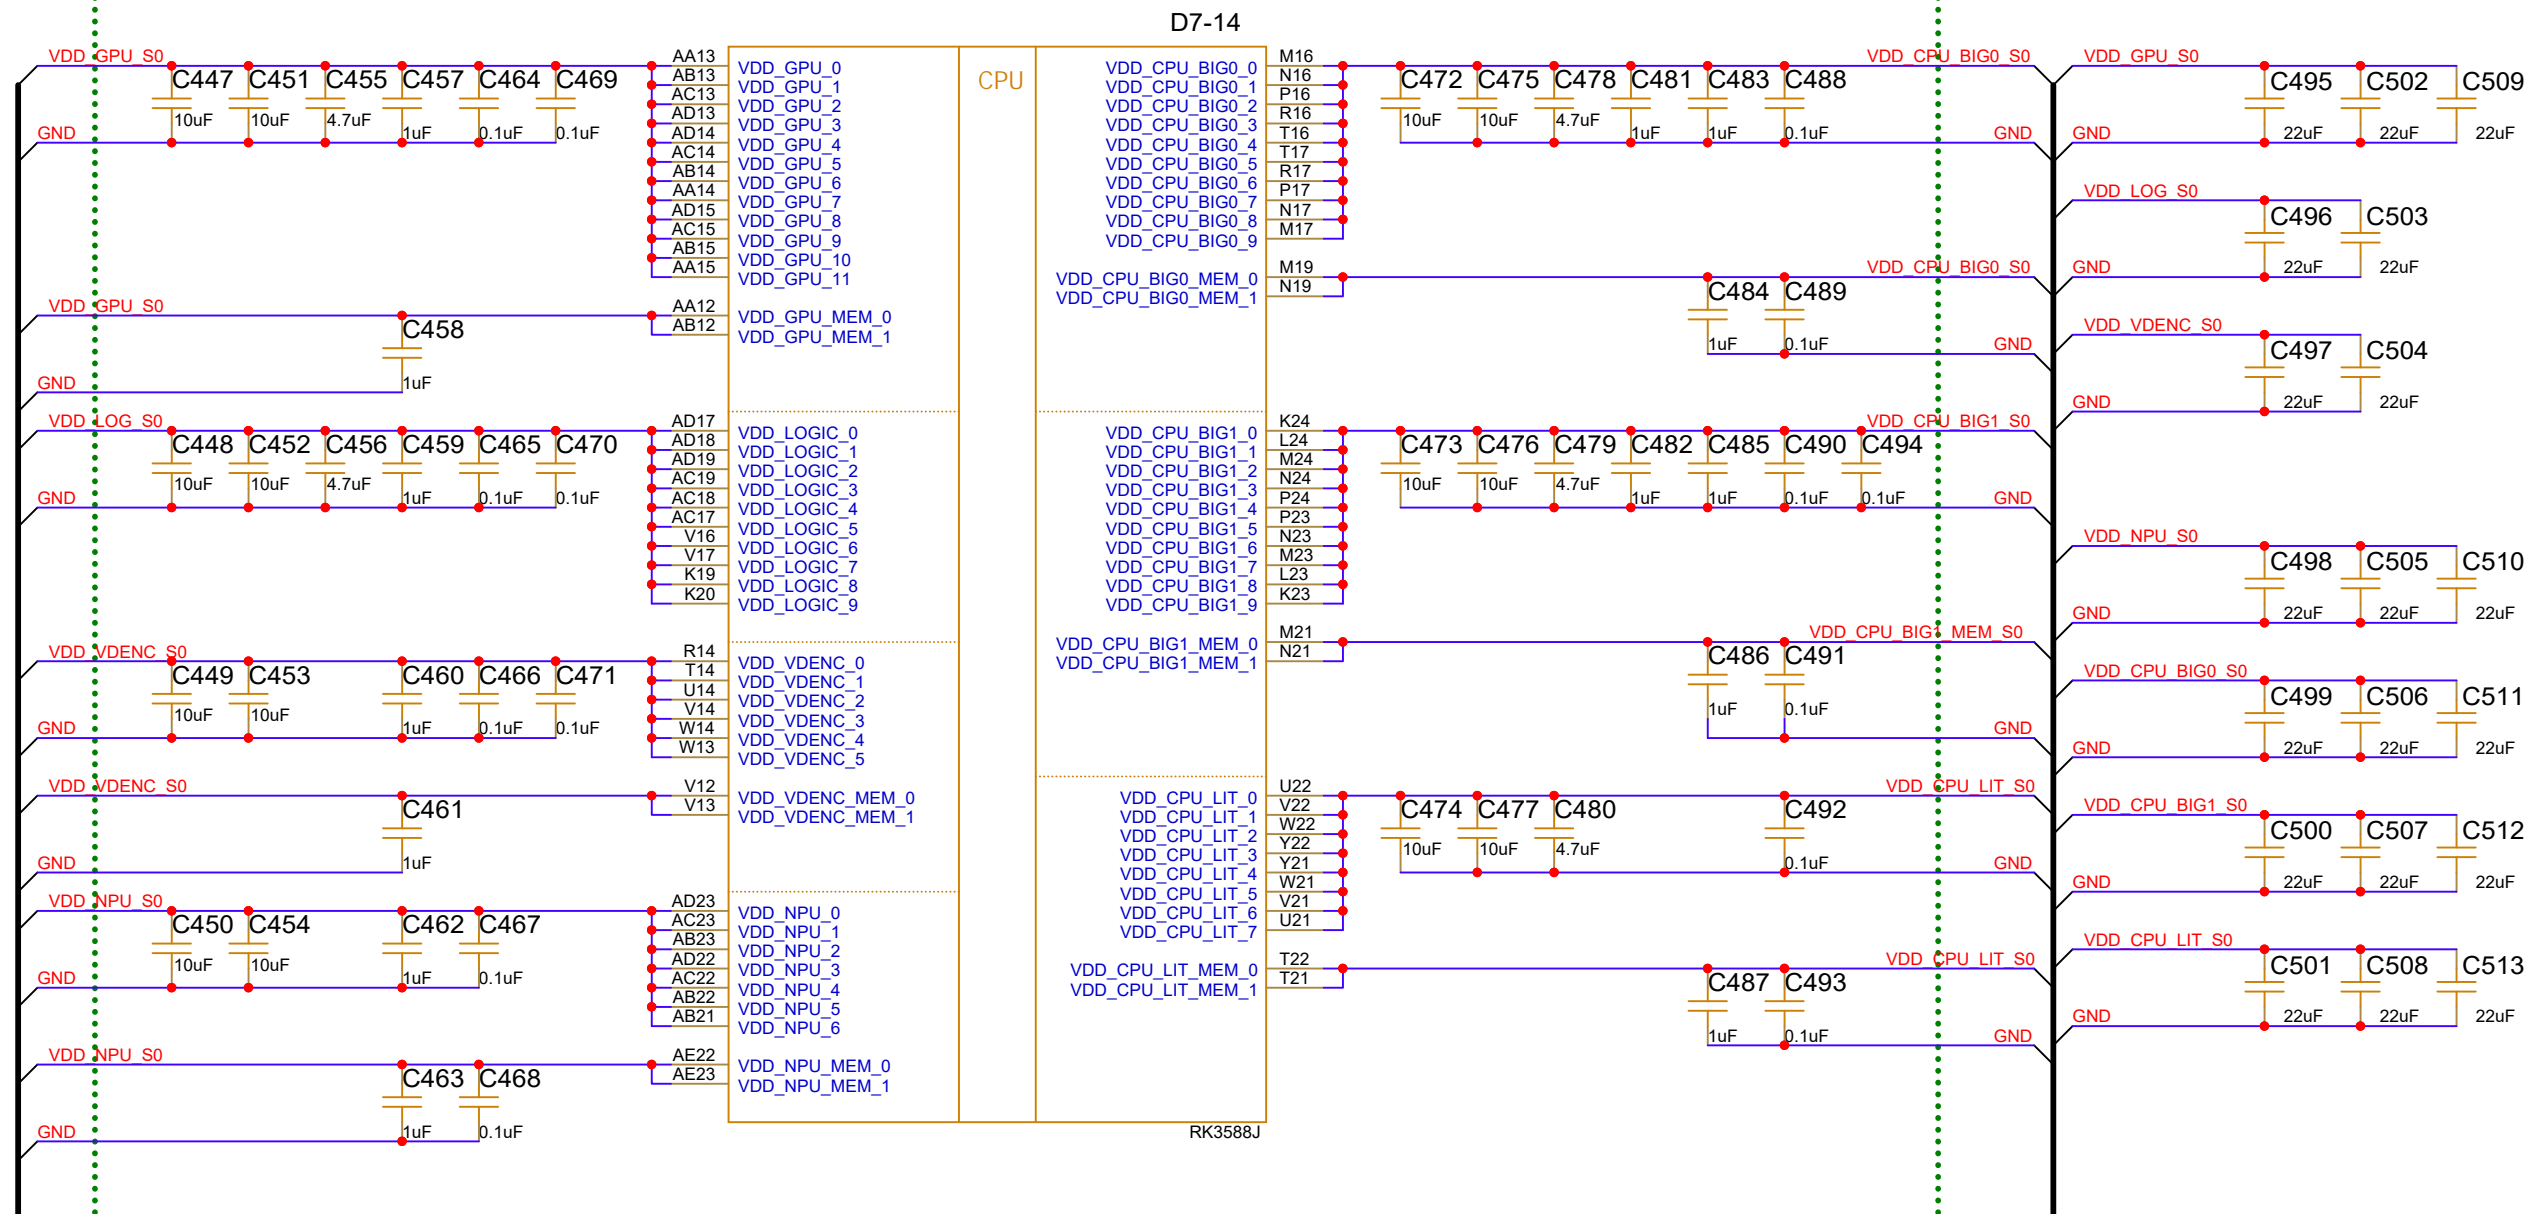 D7-14
CPU
RK3588J
VDD_GPU_S0
C447 C451 C455 C457 C464 C469
10uF 10uF 4.7uF 1uF 0.1uF 0.1uF
GND
AA13 VDD_GPU_0
AB13 VDD_GPU_1
AC13 VDD_GPU_2
AD13 VDD_GPU_3
AD14 VDD_GPU_4
AC14 VDD_GPU_5
AB14 VDD_GPU_6
AA14 VDD_GPU_7
AD15 VDD_GPU_8
AC15 VDD_GPU_9
AB15 VDD_GPU_10
AA15 VDD_GPU_11
VDD_GPU_S0
C458
1uF
GND
AA12 VDD_GPU_MEM_0
AB12 VDD_GPU_MEM_1
VDD_LOG_S0
C448 C452 C456 C459 C465 C470
10uF 10uF 4.7uF 1uF 0.1uF 0.1uF
GND
AD17 VDD_LOGIC_0
AD18 VDD_LOGIC_1
AD19 VDD_LOGIC_2
AC19 VDD_LOGIC_3
AC18 VDD_LOGIC_4
AC17 VDD_LOGIC_5
V16 VDD_LOGIC_6
V17 VDD_LOGIC_7
K19 VDD_LOGIC_8
K20 VDD_LOGIC_9
VDD_VDENC_S0
C449 C453 C460 C466 C471
10uF 10uF 1uF 0.1uF 0.1uF
GND
R14 VDD_VDENC_0
T14 VDD_VDENC_1
U14 VDD_VDENC_2
V14 VDD_VDENC_3
W14 VDD_VDENC_4
W13 VDD_VDENC_5
VDD_VDENC_S0
C461
1uF
GND
V12 VDD_VDENC_MEM_0
V13 VDD_VDENC_MEM_1
VDD_NPU_S0
C450 C454 C462 C467
10uF 10uF 1uF 0.1uF
GND
AD23 VDD_NPU_0
AC23 VDD_NPU_1
AB23 VDD_NPU_2
AD22 VDD_NPU_3
AC22 VDD_NPU_4
AB22 VDD_NPU_5
AB21 VDD_NPU_6
VDD_NPU_S0
C463 C468
1uF 0.1uF
GND
AE22 VDD_NPU_MEM_0
AE23 VDD_NPU_MEM_1
VDD_CPU_BIG0_0 M16
VDD_CPU_BIG0_1 N16
VDD_CPU_BIG0_2 P16
VDD_CPU_BIG0_3 R16
VDD_CPU_BIG0_4 T16
VDD_CPU_BIG0_5 T17
VDD_CPU_BIG0_6 R17
VDD_CPU_BIG0_7 P17
VDD_CPU_BIG0_8 N17
VDD_CPU_BIG0_9 M17
VDD_CPU_BIG0_S0
C472 C475 C478 C481 C483 C488
10uF 10uF 4.7uF 1uF 1uF 0.1uF
GND
VDD_CPU_BIG0_MEM_0 M19
VDD_CPU_BIG0_MEM_1 N19
VDD_CPU_BIG0_S0
C484 C489
1uF 0.1uF
GND
VDD_CPU_BIG1_0 K24
VDD_CPU_BIG1_1 L24
VDD_CPU_BIG1_2 M24
VDD_CPU_BIG1_3 N24
VDD_CPU_BIG1_4 P24
VDD_CPU_BIG1_5 P23
VDD_CPU_BIG1_6 N23
VDD_CPU_BIG1_7 M23
VDD_CPU_BIG1_8 L23
VDD_CPU_BIG1_9 K23
VDD_CPU_BIG1_S0
C473 C476 C479 C482 C485 C490 C494
10uF 10uF 4.7uF 1uF 1uF 0.1uF 0.1uF
GND
VDD_CPU_BIG1_MEM_0 M21
VDD_CPU_BIG1_MEM_1 N21
VDD_CPU_BIG1_MEM_S0
C486 C491
1uF 0.1uF
GND
VDD_CPU_LIT_0 U22
VDD_CPU_LIT_1 V22
VDD_CPU_LIT_2 W22
VDD_CPU_LIT_3 Y22
VDD_CPU_LIT_4 Y21
VDD_CPU_LIT_5 W21
VDD_CPU_LIT_6 V21
VDD_CPU_LIT_7 U21
VDD_CPU_LIT_S0
C474 C477 C480 C492
10uF 10uF 4.7uF 0.1uF
GND
VDD_CPU_LIT_MEM_0 T22
VDD_CPU_LIT_MEM_1 T21
VDD_CPU_LIT_S0
C487 C493
1uF 0.1uF
GND
VDD_GPU_S0
C495 C502 C509
22uF 22uF 22uF
GND
VDD_LOG_S0
C496 C503
22uF 22uF
GND
VDD_VDENC_S0
C497 C504
22uF 22uF
GND
VDD_NPU_S0
C498 C505 C510
22uF 22uF 22uF
GND
VDD_CPU_BIG0_S0
C499 C506 C511
22uF 22uF 22uF
GND
VDD_CPU_BIG1_S0
C500 C507 C512
22uF 22uF 22uF
GND
VDD_CPU_LIT_S0
C501 C508 C513
22uF 22uF 22uF
GND